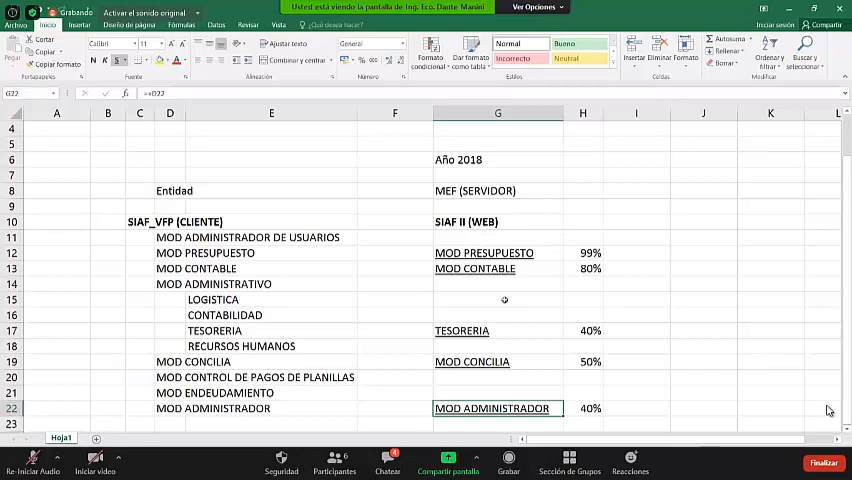 Grabando
Activar el sonido original
Usted está viendo la pantalla de Ing. Eco. Dante Manini
Ver Opciones
Archivo Inicio Insertar Diseño de página Fórmulas Datos Revisar Vista ¿Qué desea hacer? Iniciar sesión Compartir
Cortar
Copiar
Copiar formato
Portapapeles
Calibri 11
N K S
Fuente
Ajustar texto
Combinar y centrar
Alineación
General
Número
Formato condicional
Dar formato como tabla
Normal Bueno
Incorrecto Neutral
Estilos
Insertar Eliminar Formato
Celdas
Autosuma
Rellenar
Borrar
Ordenar y filtrar
Buscar y seleccionar
Modificar
G22 fx =+D22
A B C D E F G H I J K L
4
5
6 Año 2018
7
8 Entidad MEF (SERVIDOR)
9
10 SIAF_VFP (CLIENTE) SIAF II (WEB)
11 MOD ADMINISTRADOR DE USUARIOS
12 MOD PRESUPUESTO MOD PRESUPUESTO 99%
13 MOD CONTABLE MOD CONTABLE 80%
14 MOD ADMINISTRATIVO
15 LOGISTICA
16 CONTABILIDAD
17 TESORERIA TESORERIA 40%
18 RECURSOS HUMANOS
19 MOD CONCILIA MOD CONCILIA 50%
20 MOD CONTROL DE PAGOS DE PLANILLAS
21 MOD ENDEUDAMIENTO
22 MOD ADMINISTRADOR MOD ADMINISTRADOR 40%
23
Hoja1
6 4
Re-Iniciar Audio Iniciar video Seguridad Participantes Chatear Compartir pantalla Grabar Sección de Grupos Reacciones Finalizar